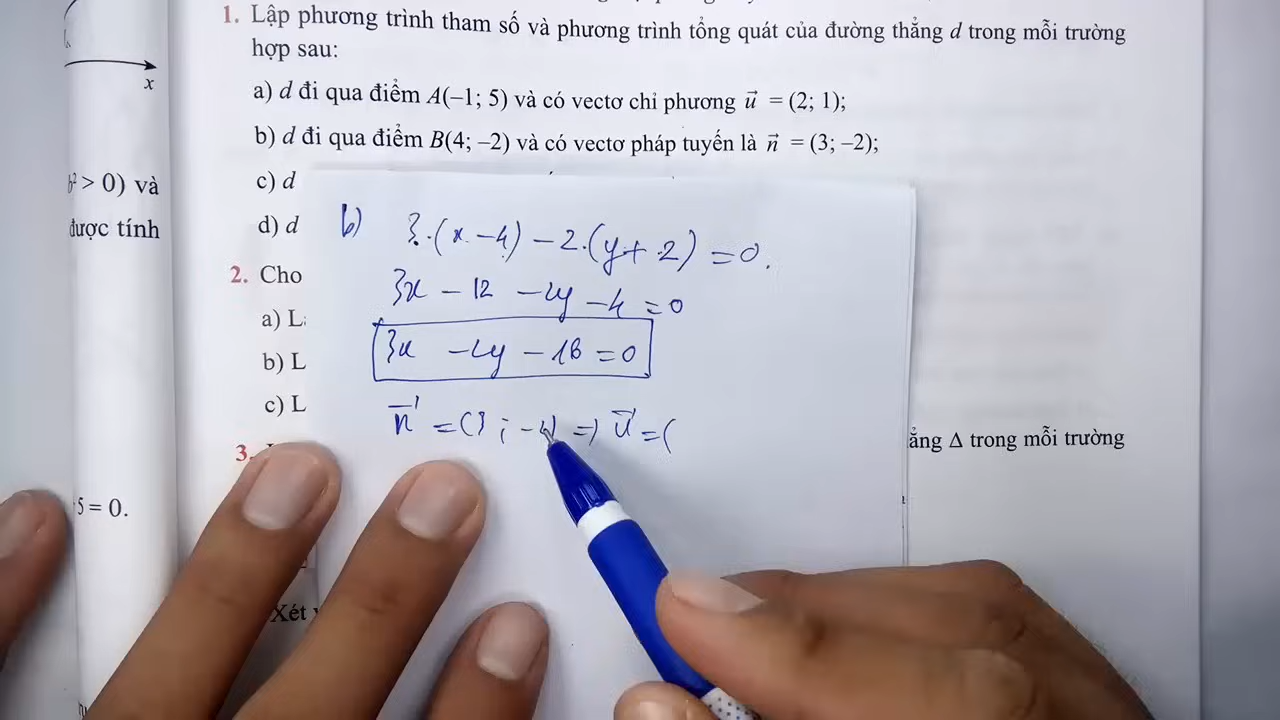 x
b² > 0) và
được tính
5 = 0.
1. Lập phương trình tham số và phương trình tổng quát của đường thẳng d trong mỗi trường
hợp sau:
a) d đi qua điểm A(–1; 5) và có vectơ chỉ phương u⃗ = (2; 1);
b) d đi qua điểm B(4; –2) và có vectơ pháp tuyến là n⃗ = (3; –2);
c) d
d) d
2. Cho
a) L
b) L
c) L
3.
ẳng Δ trong mỗi trường
Xét
b) 3.(x – 4) – 2.(y + 2) = 0.
3x – 12 – 2y – 4 = 0
3x – 2y – 16 = 0
n⃗ = (3 ; –2) => u⃗ = (